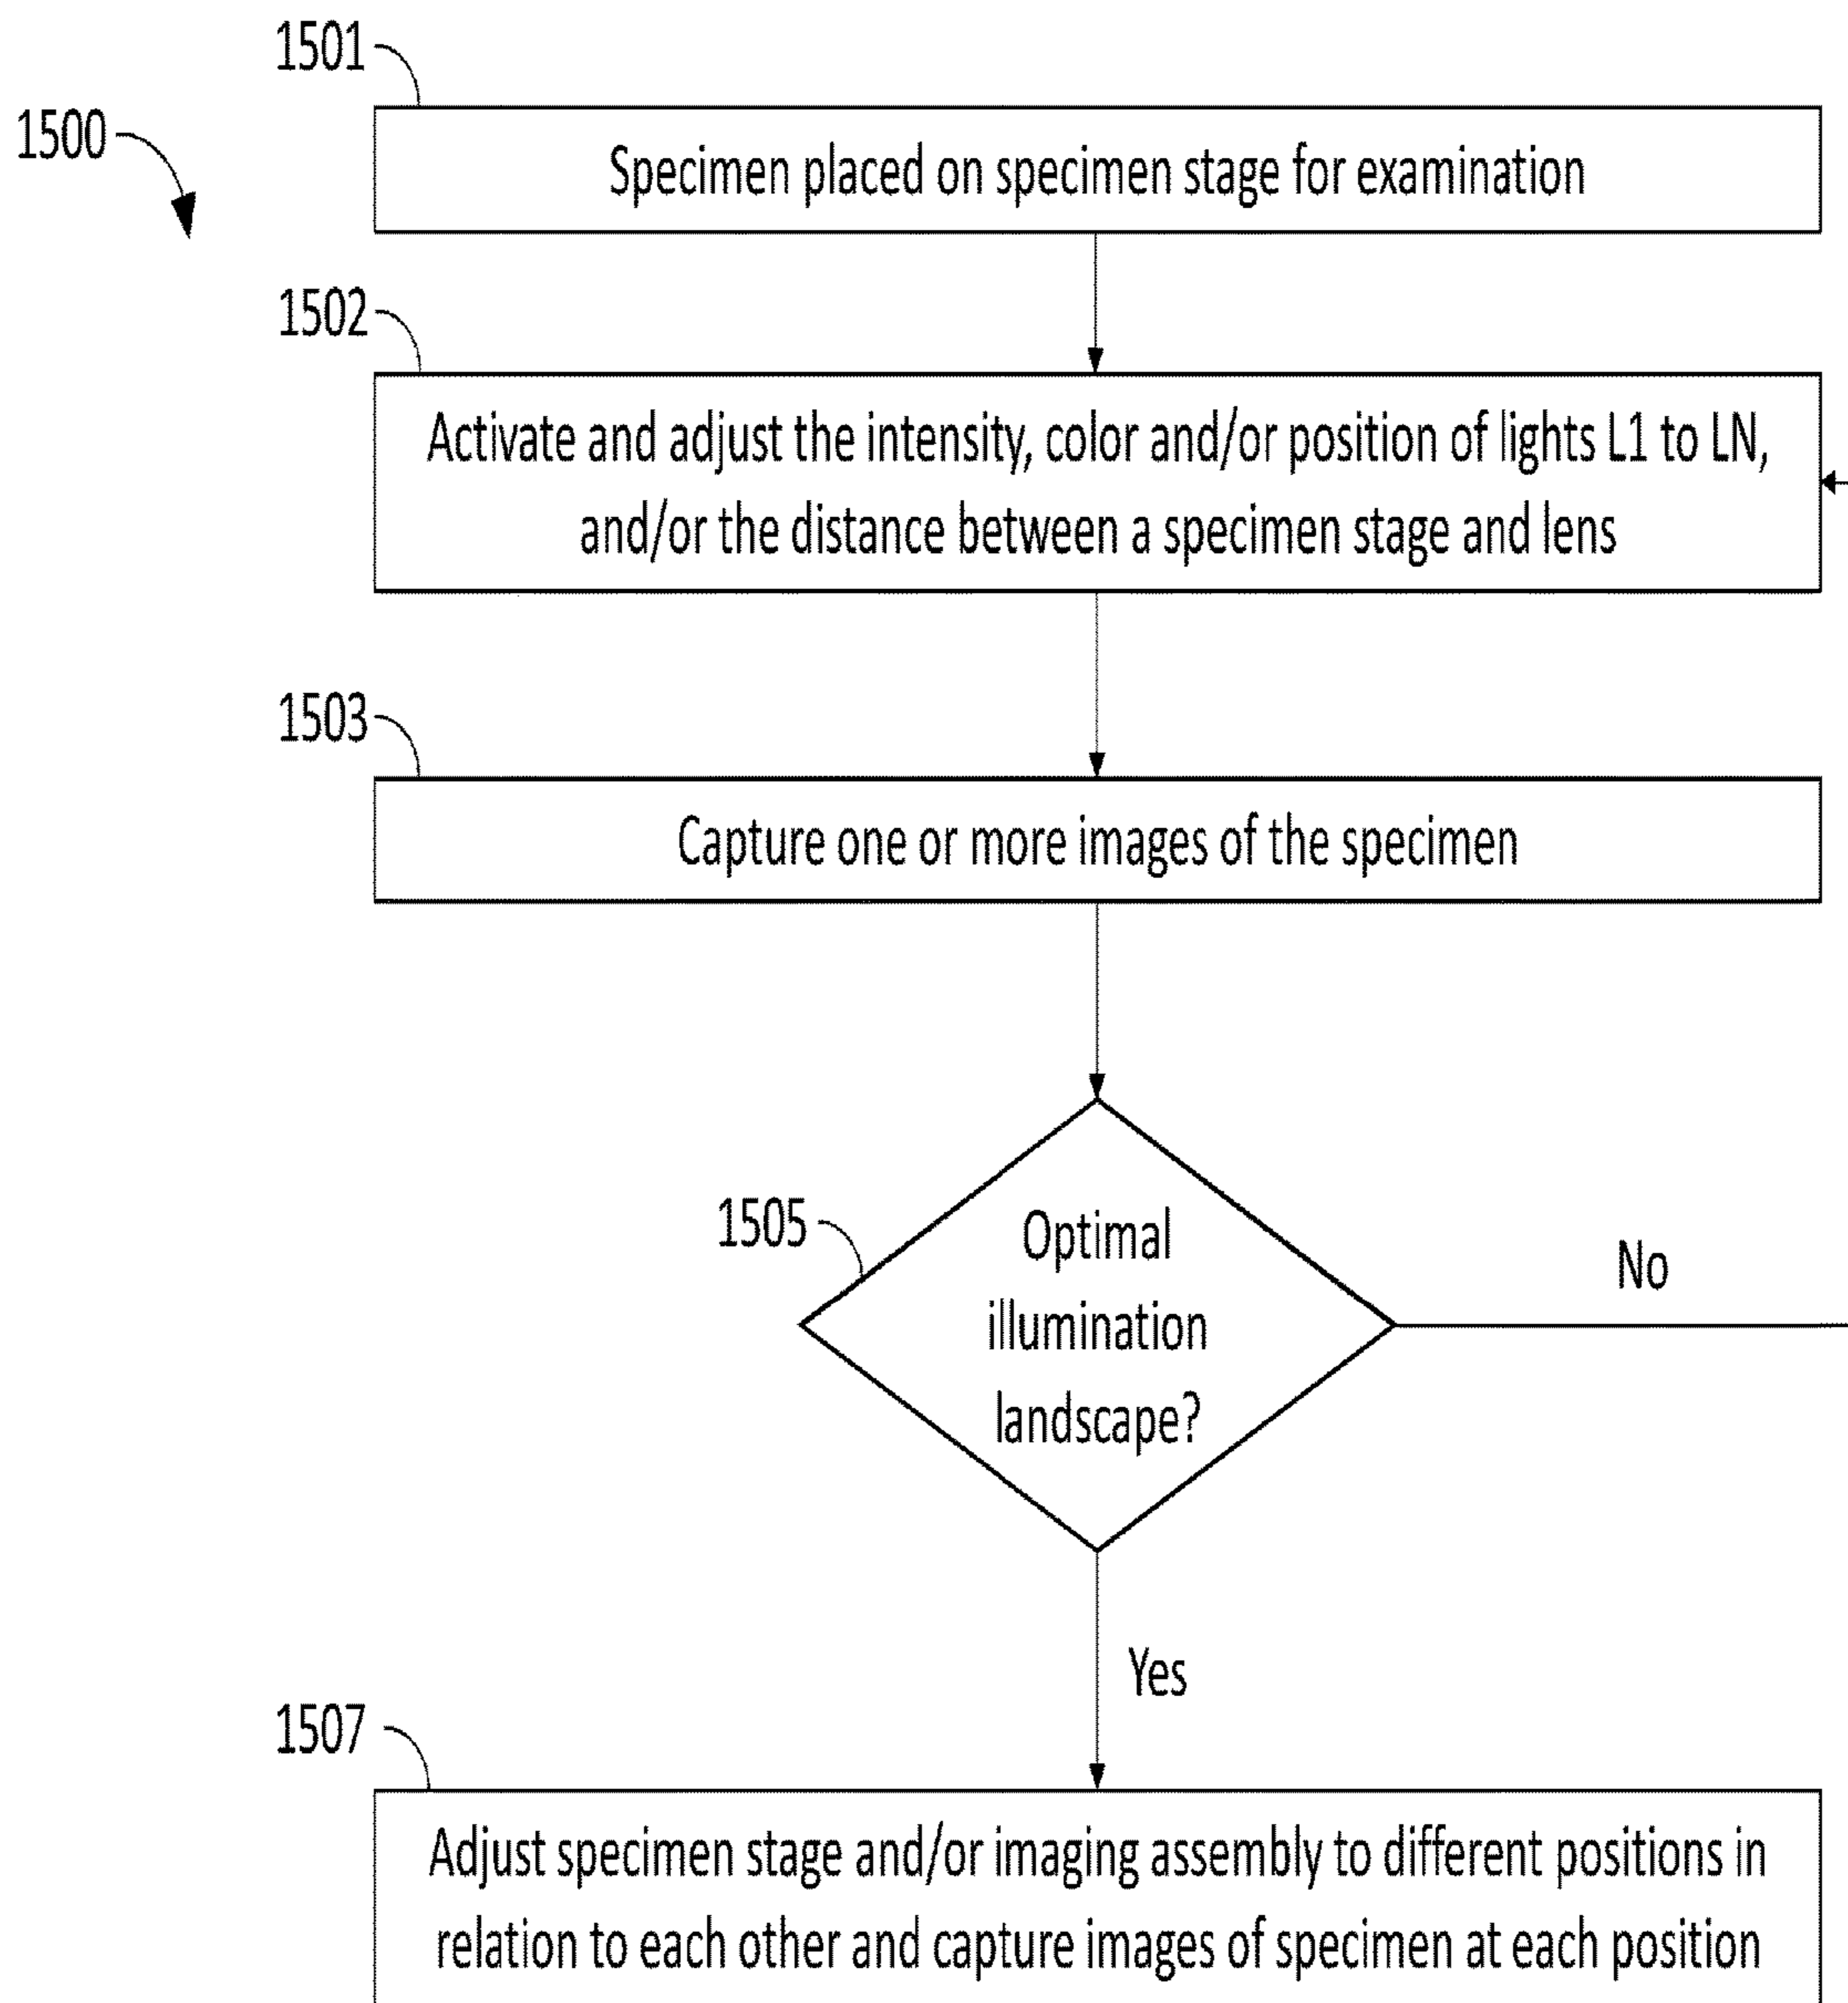 1501
1500
Specimen placed on specimen stage for examination
1502
Activate and adjust the intensity, color and/or position of lights L1 to LN,
and/or the distance between a specimen stage and lens
1503
Capture one or more images of the specimen
1505
Optimal
illumination
landscape?
No
Yes
1507
Adjust specimen stage and/or imaging assembly to different positions in
relation to each other and capture images of specimen at each position